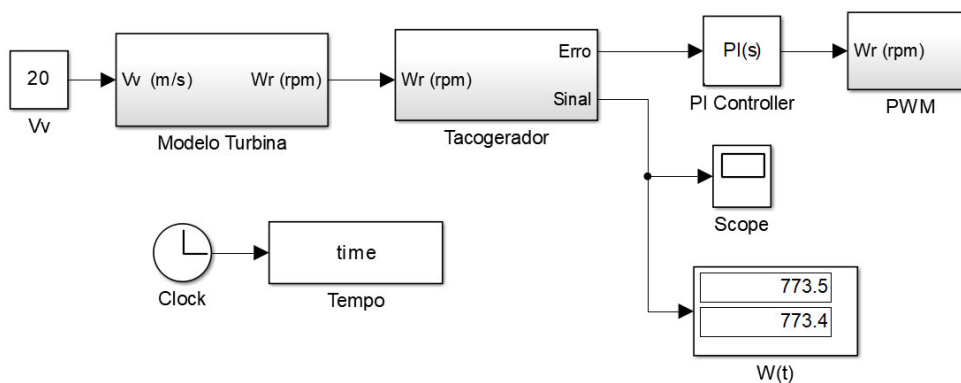 20
Vv
Vv (m/s)
Wr (rpm)
Modelo Turbina
Wr (rpm)
Erro
Sinal
Tacogerador
PI(s)
PI Controller
Wr (rpm)
PWM
Scope
Clock
time
Tempo
773.5
773.4
W(t)